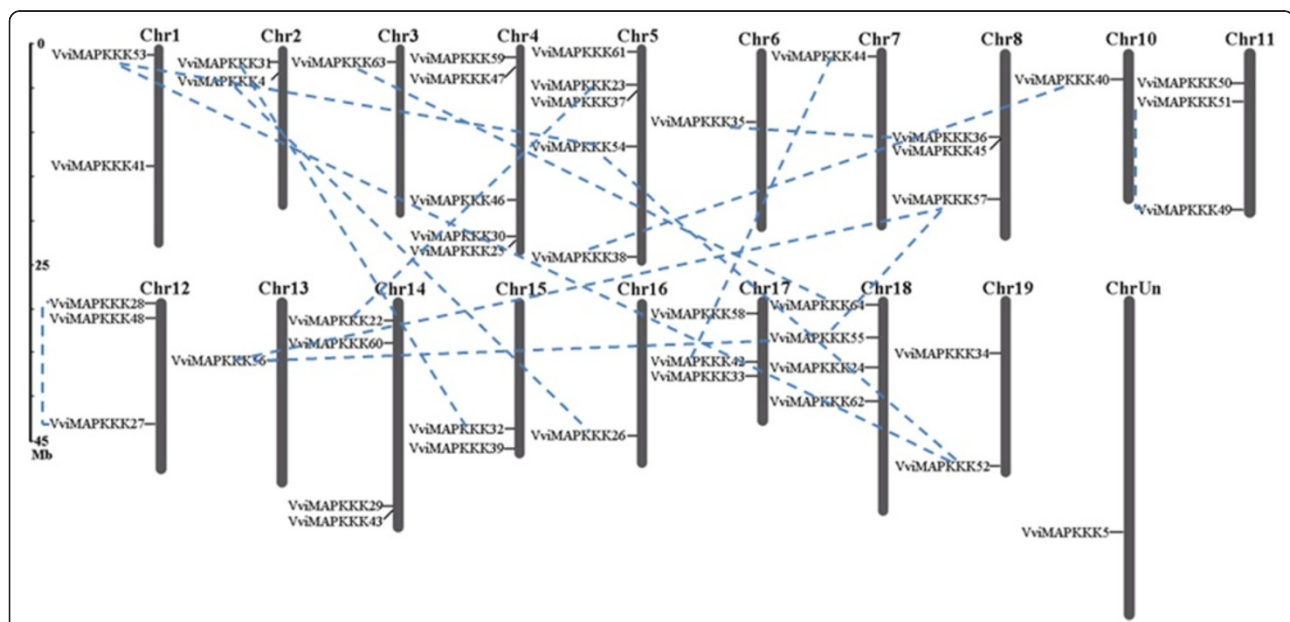 Chr1 Chr2 Chr3 Chr4 Chr5 Chr6 Chr7 Chr8 Chr10 Chr11
0
VviMAPKKK53
VviMAPKKK41
VviMAPKKK31
VviMAPKKK4
VviMAPKKK63
VviMAPKKK59
VviMAPKKK47
VviMAPKKK46
VviMAPKKK30
VviMAPKKK25
VviMAPKKK61
VviMAPKKK23
VviMAPKKK37
VviMAPKKK54
VviMAPKKK38
VviMAPKKK35
VviMAPKKK44
VviMAPKKK36
VviMAPKKK45
VviMAPKKK57
VviMAPKKK40
VviMAPKKK50
VviMAPKKK51
VviMAPKKK49
25
Chr12 Chr13 Chr14 Chr15 Chr16 Chr17 Chr18 Chr19 ChrUn
VviMAPKKK28
VviMAPKKK48
VviMAPKKK27
VviMAPKKK56
VviMAPKKK22
VviMAPKKK60
VviMAPKKK29
VviMAPKKK43
VviMAPKKK32
VviMAPKKK39
VviMAPKKK26
VviMAPKKK58
VviMAPKKK42
VviMAPKKK33
VviMAPKKK64
VviMAPKKK55
VviMAPKKK24
VviMAPKKK62
VviMAPKKK34
VviMAPKKK52
VviMAPKKK5
45
Mb